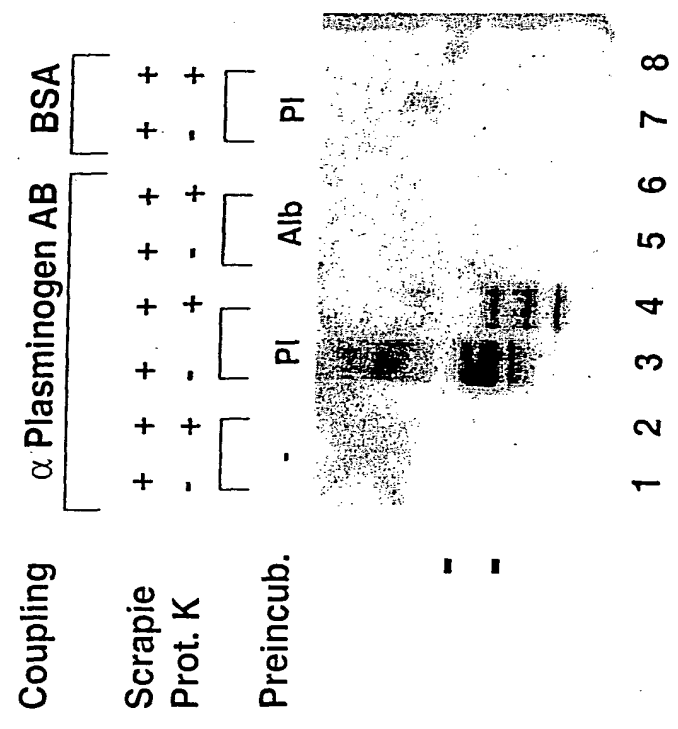 Coupling α Plasminogen AB BSA
Scrapie + + + + + + + +
Prot. K - + - + - + - +
Preincub. - Pl Alb Pl
1 2 3 4 5 6 7 8